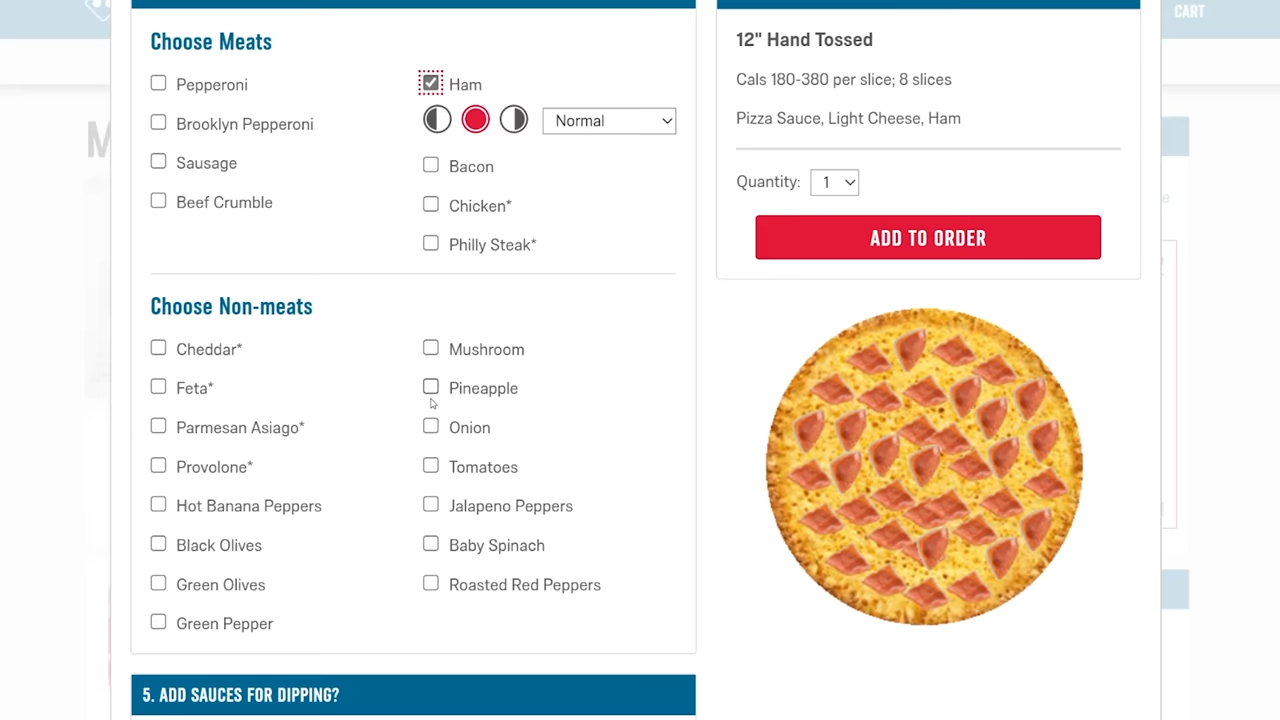 CART
M
Choose Meats
Pepperoni
Brooklyn Pepperoni
Sausage
Beef Crumble
Ham
Normal
Bacon
Chicken*
Philly Steak*
Choose Non-meats
Cheddar*
Feta*
Parmesan Asiago*
Provolone*
Hot Banana Peppers
Black Olives
Green Olives
Green Pepper
Mushroom
Pineapple
Onion
Tomatoes
Jalapeno Peppers
Baby Spinach
Roasted Red Peppers
5. ADD SAUCES FOR DIPPING?
12" Hand Tossed
Cals 180-380 per slice; 8 slices
Pizza Sauce, Light Cheese, Ham
Quantity: 1
ADD TO ORDER